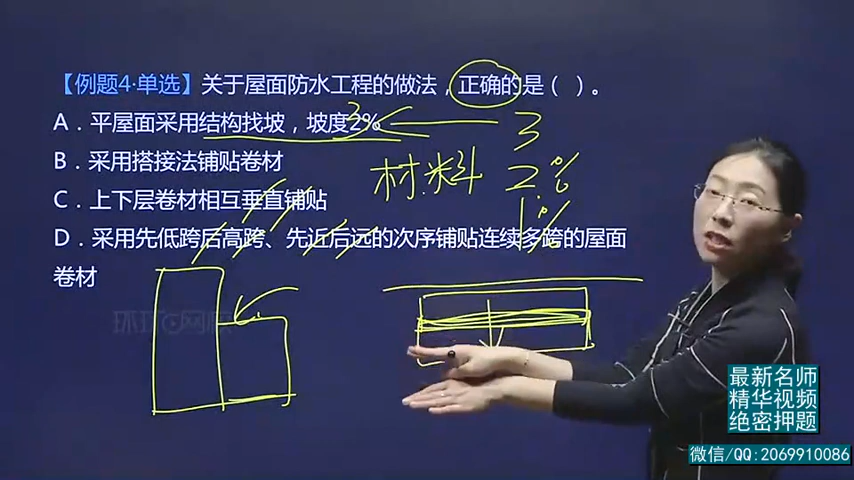 【例题4·单选】关于屋面防水工程的做法，正确的是（ ）。
A．平屋面采用结构找坡，坡度2%
3
3
B．采用搭接法铺贴卷材
材料 2%
C．上下层卷材相互垂直铺贴
1%
D．采用先低跨后高跨、先近后远的次序铺贴连续多跨的屋面
卷材
环球网校
最新名师
精华视频
绝密押题
微信/QQ:2069910086